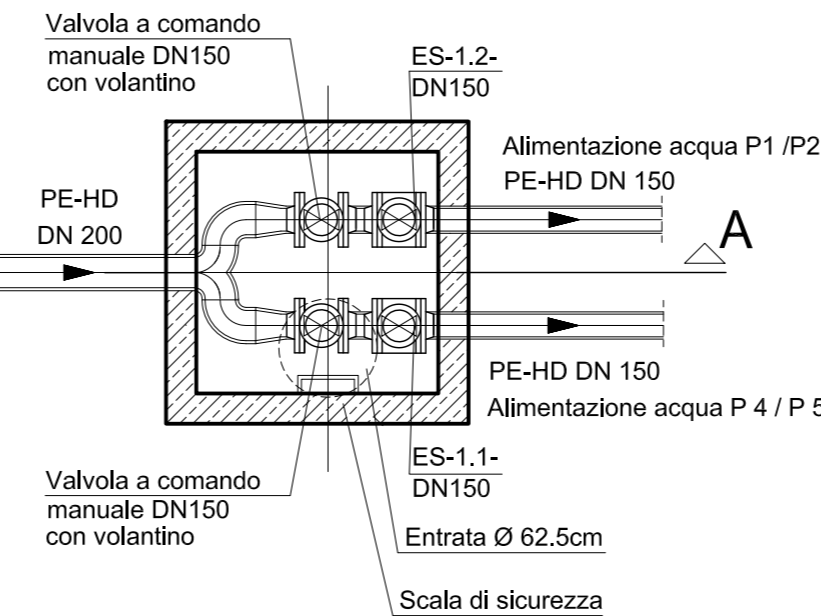 Valvola a comando
manuale DN150
con volantino
ES-1.2-
DN150
Alimentazione acqua P1 /P2
PE-HD DN 150
PE-HD
DN 200
A
PE-HD DN 150
Alimentazione acqua P 4 / P 5
ES-1.1-
DN150
Valvola a comando
manuale DN150
con volantino
Entrata Ø 62.5cm
Scala di sicurezza